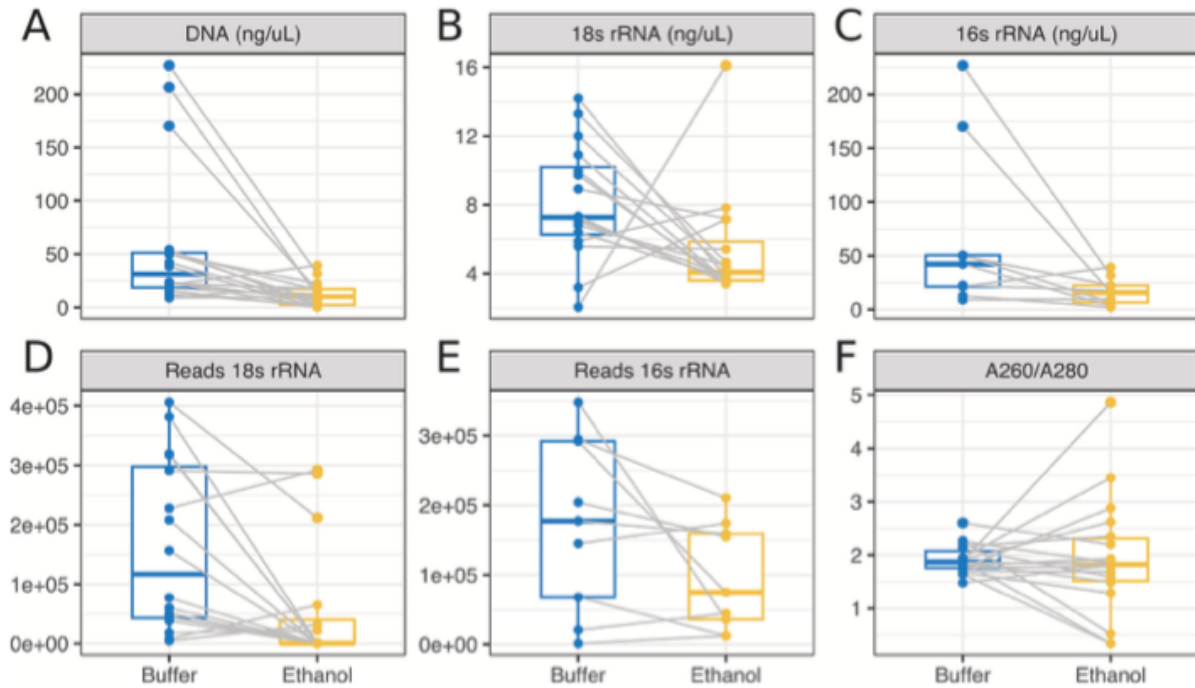 A
DNA (ng/uL)
200
150
100
50
0
B
18s rRNA (ng/uL)
16
12
8
4
C
16s rRNA (ng/uL)
200
150
100
50
0
D
Reads 18s rRNA
4e+05
3e+05
2e+05
1e+05
0e+00
Buffer
Ethanol
E
Reads 16s rRNA
3e+05
2e+05
1e+05
0e+00
Buffer
Ethanol
F
A260/A280
5
4
3
2
1
Buffer
Ethanol